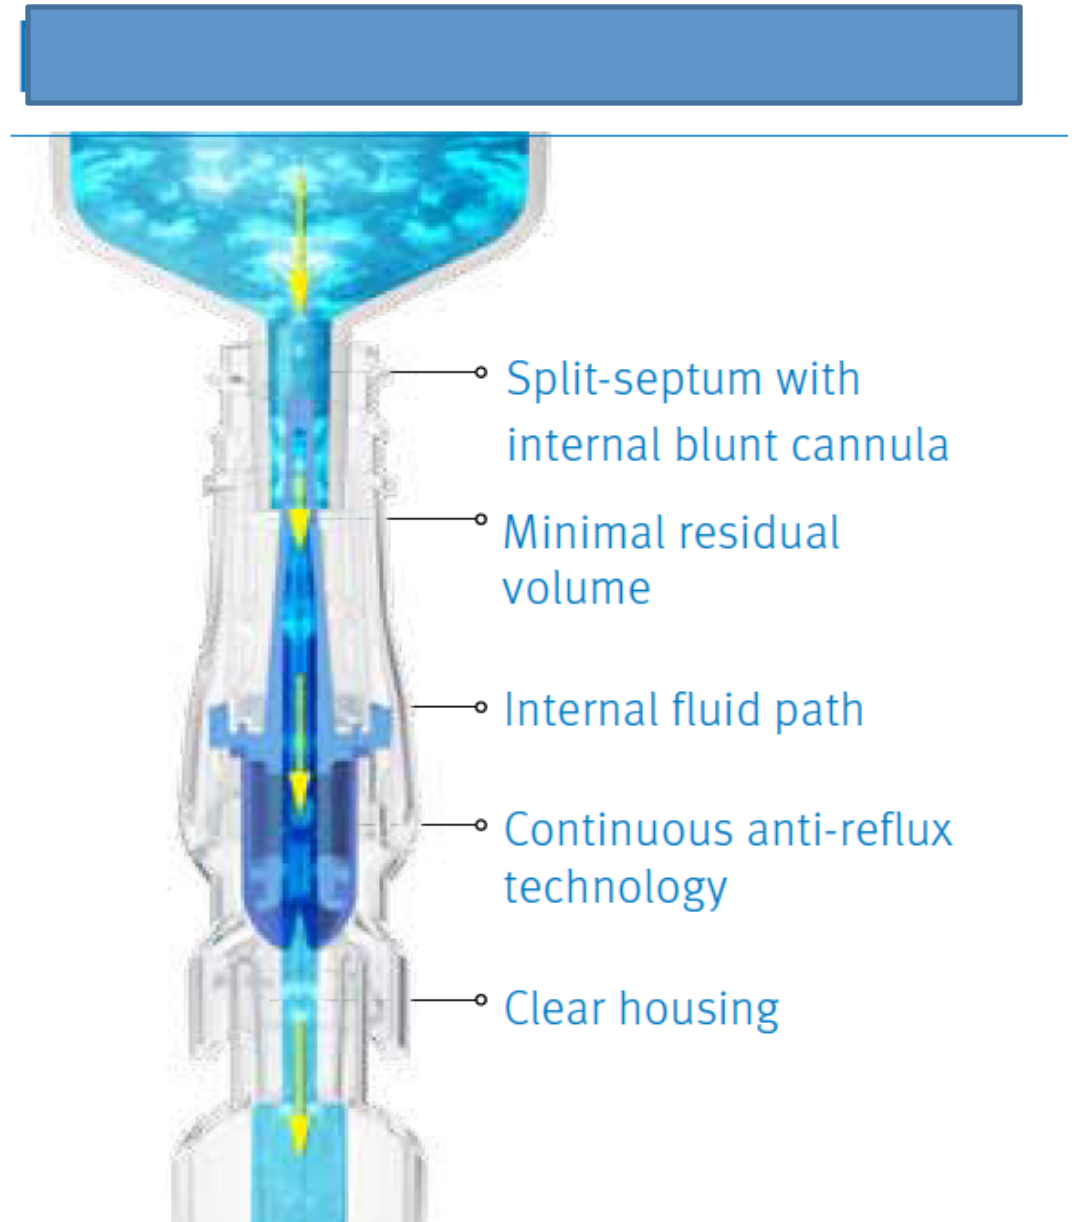 Split-septum with
internal blunt cannula
Minimal residual
volume
Internal fluid path
Continuous anti-reflux
technology
Clear housing